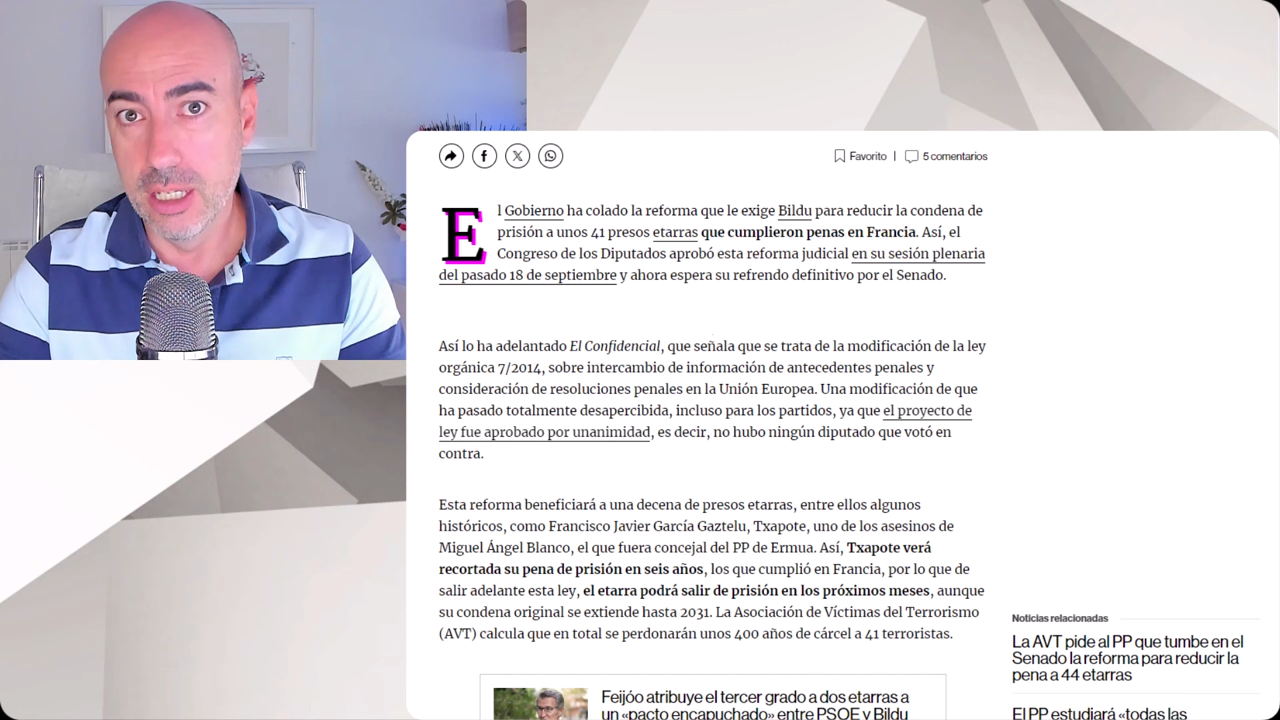 Favorito | 5 comentarios
El Gobierno ha colado la reforma que le exige Bildu para reducir la condena de
prisión a unos 41 presos etarras que cumplieron penas en Francia. Así, el
Congreso de los Diputados aprobó esta reforma judicial en su sesión plenaria
del pasado 18 de septiembre y ahora espera su refrendo definitivo por el Senado.
Así lo ha adelantado El Confidencial, que señala que se trata de la modificación de la ley
orgánica 7/2014, sobre intercambio de información de antecedentes penales y
consideración de resoluciones penales en la Unión Europea. Una modificación de que
ha pasado totalmente desapercibida, incluso para los partidos, ya que el proyecto de
ley fue aprobado por unanimidad, es decir, no hubo ningún diputado que votó en
contra.
Esta reforma beneficiará a una decena de presos etarras, entre ellos algunos
históricos, como Francisco Javier García Gaztelu, Txapote, uno de los asesinos de
Miguel Ángel Blanco, el que fuera concejal del PP de Ermua. Así, Txapote verá
recortada su pena de prisión en seis años, los que cumplió en Francia, por lo que de
salir adelante esta ley, el etarra podrá salir de prisión en los próximos meses, aunque
su condena original se extiende hasta 2031. La Asociación de Víctimas del Terrorismo
(AVT) calcula que en total se perdonarán unos 400 años de cárcel a 41 terroristas.
Feijóo atribuye el tercer grado a dos etarras a
un «pacto encapuchado» entre PSOE y Bildu
Noticias relacionadas
La AVT pide al PP que tumbe en el
Senado la reforma para reducir la
pena a 44 etarras
El PP estudiará «todas las